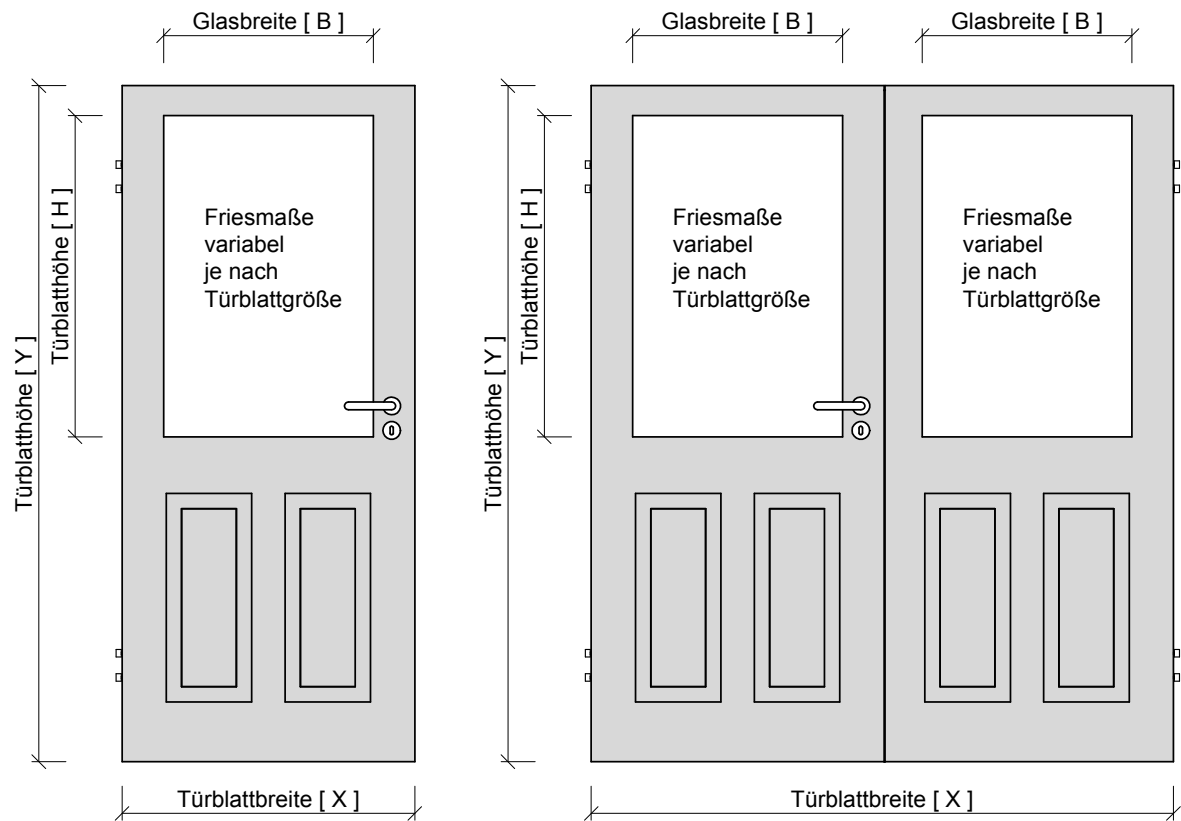 Glasbreite [ B ]
Türblatthöhe [ Y ]
Türblatthöhe [ H ]
Friesmaße
variabel
je nach
Türblattgröße
Türblattbreite [ X ]
Glasbreite [ B ]
Glasbreite [ B ]
Türblatthöhe [ Y ]
Türblatthöhe [ H ]
Friesmaße
variabel
je nach
Türblattgröße
Friesmaße
variabel
je nach
Türblattgröße
Türblattbreite [ X ]